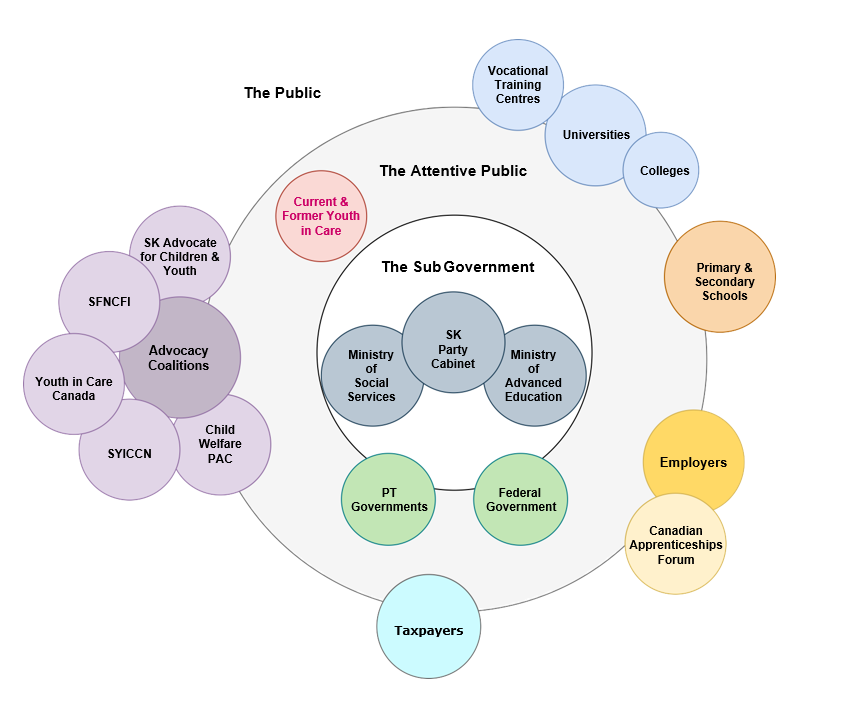 The Public
Vocational
Training
Centres
Universities
Colleges
The Attentive Public
Current &
Former Youth
in Care
SK Advocate
for Children &
Youth
SFNCFI
Advocacy
Coalitions
Youth in Care
Canada
SYICCN
Child
Welfare
PAC
The Sub Government
SK
Party
Cabinet
Ministry
of
Social
Services
Ministry
of
Advanced
Education
Primary &
Secondary
Schools
PT
Governments
Federal
Government
Employers
Canadian
Apprenticeships
Forum
Taxpayers